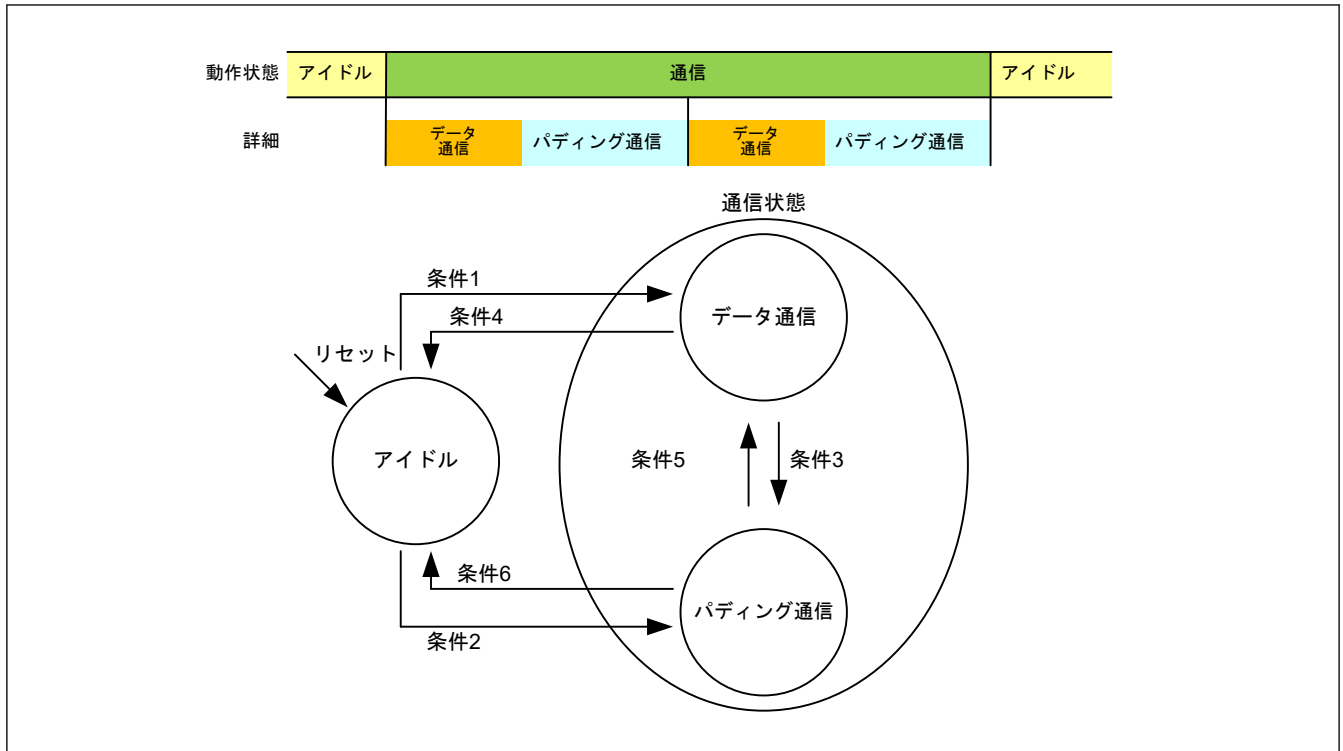 動作状態 アイドル 通信 アイドル
詳細 データ通信 パディング通信 データ通信 パディング通信
通信状態
条件1
データ通信
条件4
リセット
アイドル
条件5 条件3
条件6
パディング通信
条件2